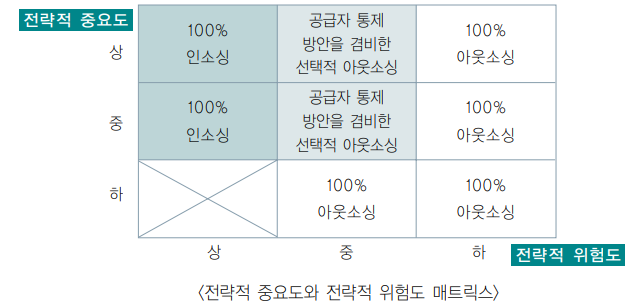 전략적 중요도
상
100%
인소싱
공급자 통제
방안을 겸비한
선택적 아웃소싱
100%
아웃소싱
중
100%
인소싱
공급자 통제
방안을 겸비한
선택적 아웃소싱
100%
아웃소싱
하
100%
아웃소싱
100%
아웃소싱
상
중
하
전략적 위험도
〈전략적 중요도와 전략적 위험도 매트릭스〉